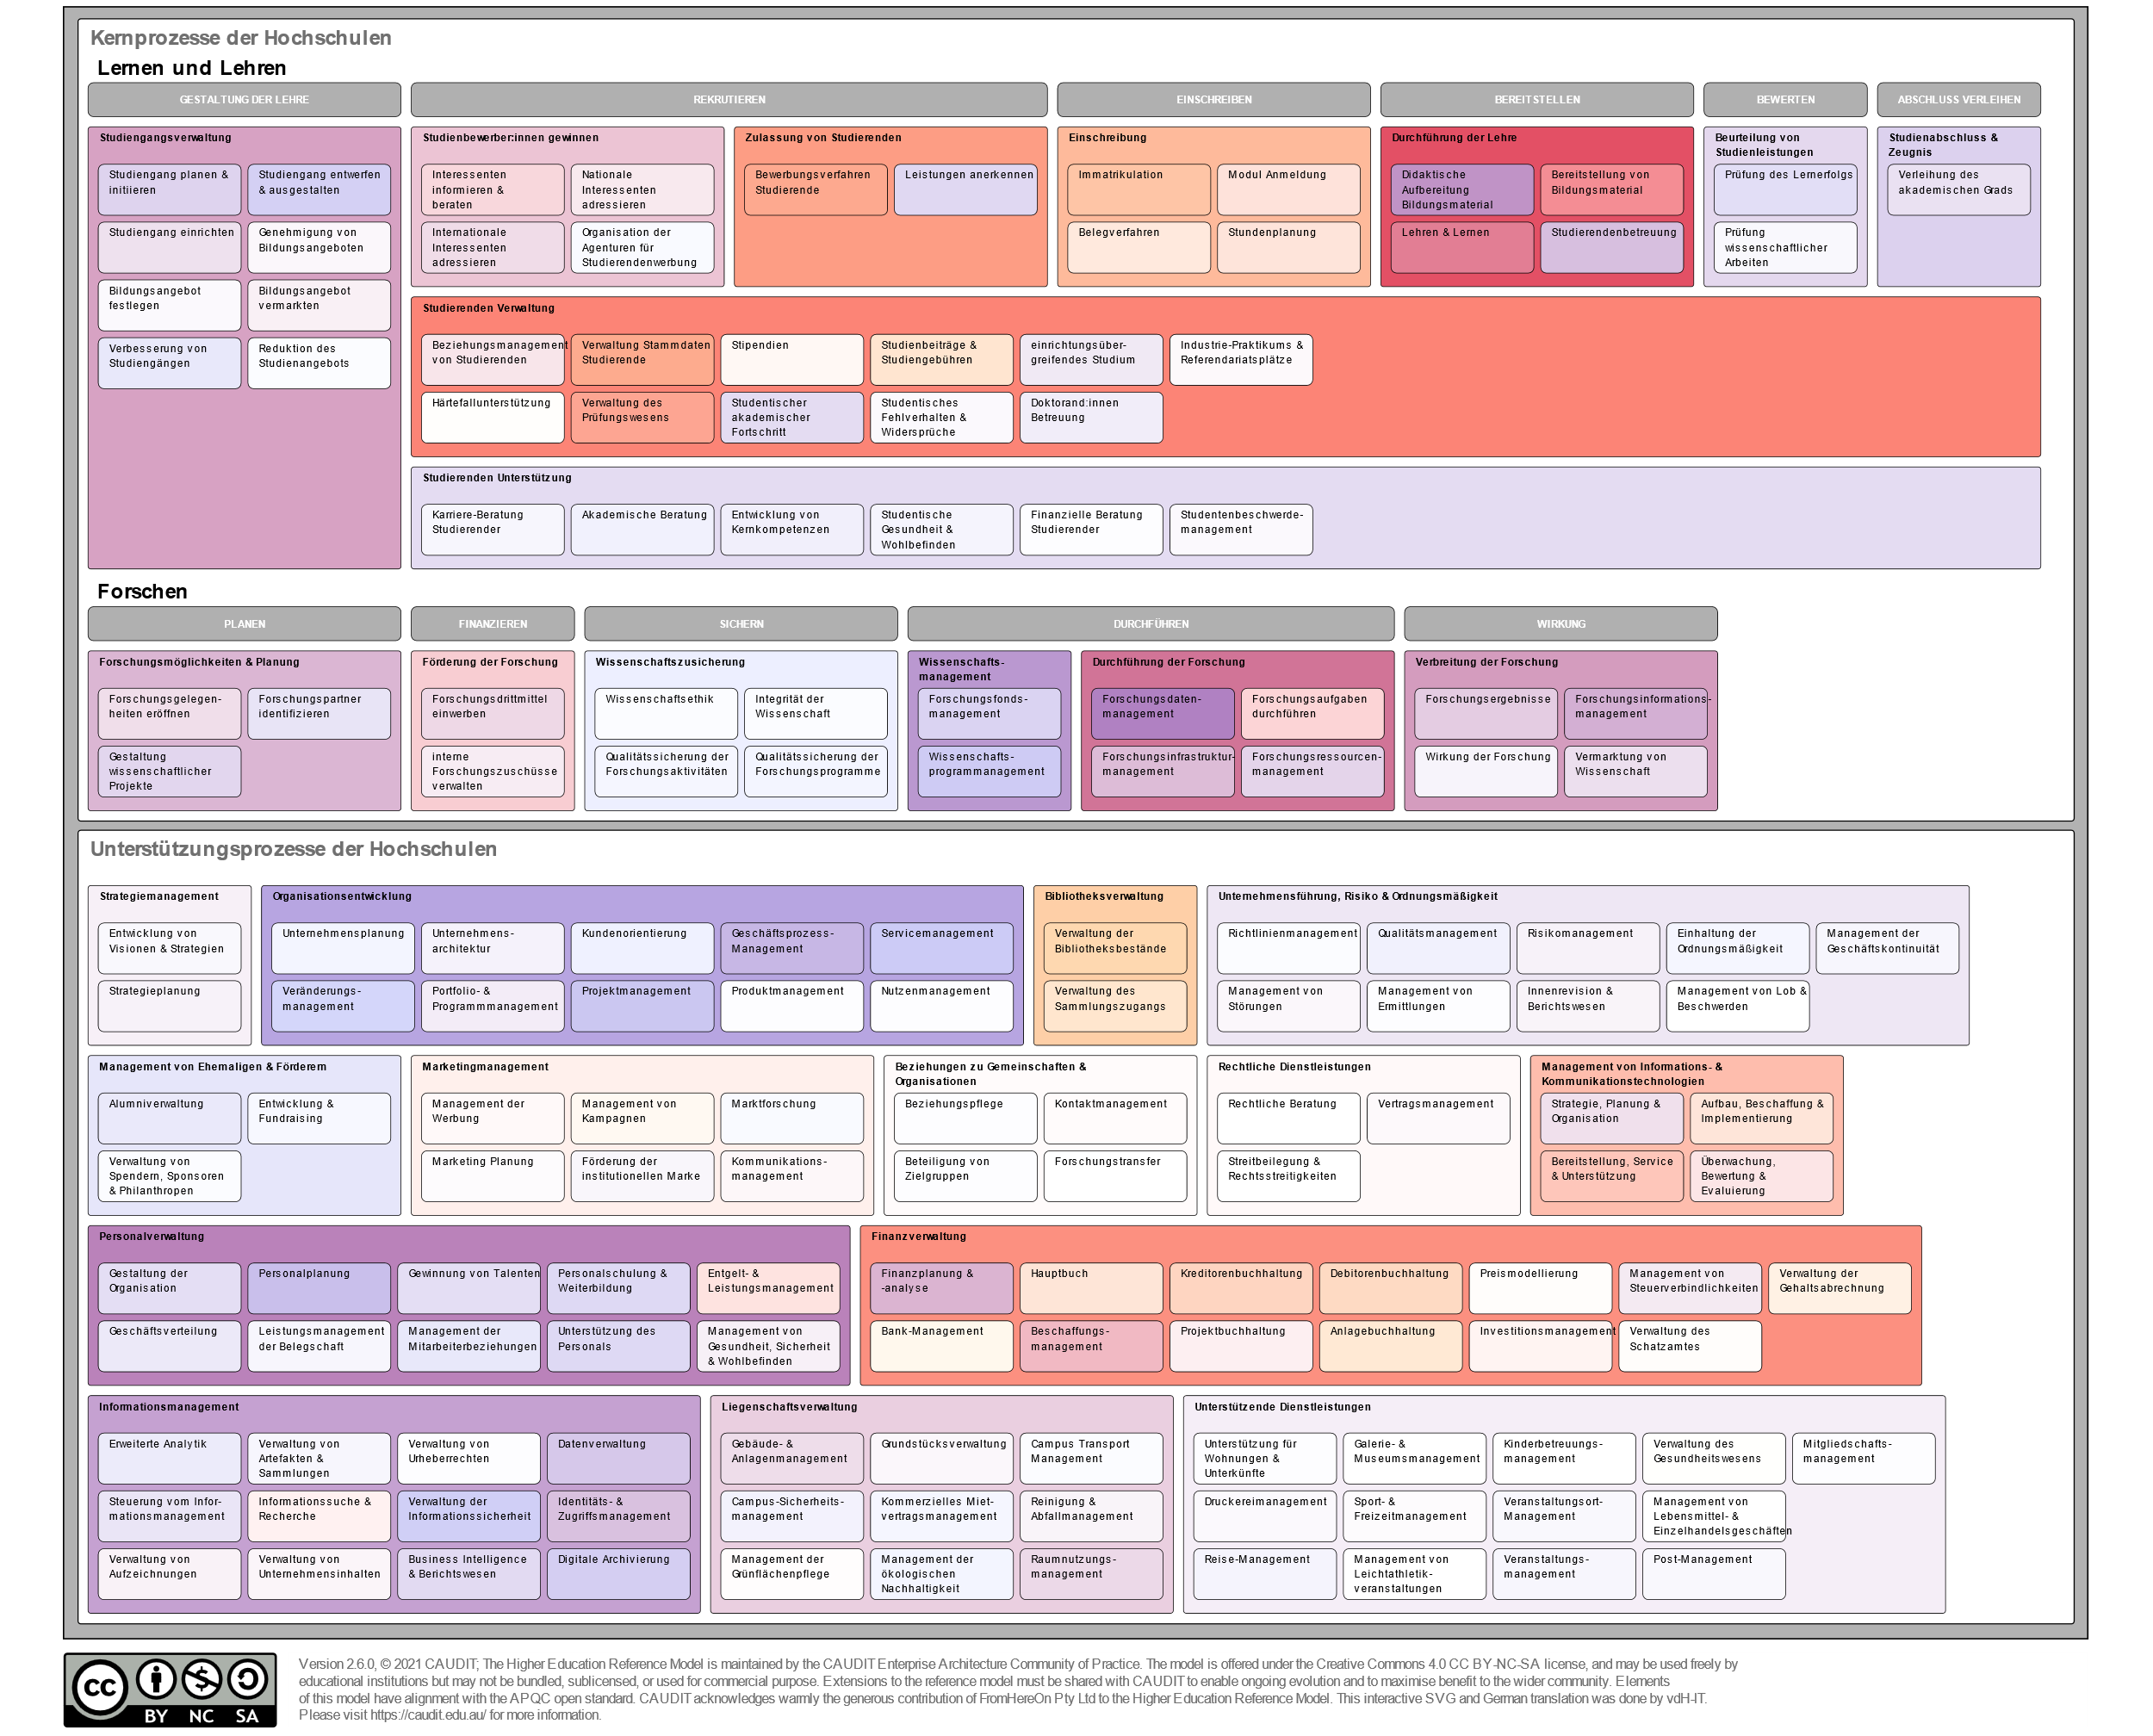 Kernprozesse der Hochschulen
Lernen und Lehren
GESTALTUNG DER LEHRE
REKRUTIEREN
EINSCHREIBEN
BEREITSTELLEN
BEWERTEN
ABSCHLUSS VERLEIHEN
Studiengangsverwaltung
Studiengang planen &
initiieren
Studiengang entwerfen
& ausgestalten
Studiengang einrichten
Genehmigung von
Bildungsangeboten
Bildungsangebot
festlegen
Bildungsangebot
vermarkten
Verbesserung von
Studiengängen
Reduktion des
Studienangebots
Studienbewerber:innen gewinnen
Interessenten
informieren &
beraten
Nationale
Interessenten
adressieren
Internationale
Interessenten
adressieren
Organisation der
Agenturen für
Studierendenwerbung
Zulassung von Studierenden
Bewerbungsverfahren
Studierende
Leistungen anerkennen
Einschreibung
Immatrikulation
Modul Anmeldung
Belegverfahren
Stundenplanung
Durchführung der Lehre
Didaktische
Aufbereitung
Bildungsmaterial
Bereitstellung von
Bildungsmaterial
Lehren & Lernen
Studierendenbetreuung
Beurteilung von
Studienleistungen
Prüfung des Lernerfolgs
Prüfung
wissenschaftlicher
Arbeiten
Studienabschluss &
Zeugnis
Verleihung des
akademischen Grads
Studierenden Verwaltung
Beziehungsmanagement
von Studierenden
Verwaltung Stammdaten
Studierende
Stipendien
Studienbeiträge &
Studiengebühren
einrichtungsüber-
greifendes Studium
Industrie-Praktikums &
Referendariatsplätze
Härtefallunterstützung
Verwaltung des
Prüfungswesens
Studentischer
akademischer
Fortschritt
Studentisches
Fehlverhalten &
Widersprüche
Doktorand:innen
Betreuung
Studierenden Unterstützung
Karriere-Beratung
Studierender
Akademische Beratung
Entwicklung von
Kernkompetenzen
Studentische
Gesundheit &
Wohlbefinden
Finanzielle Beratung
Studierender
Studentenbeschwerde-
management
Forschen
PLANEN
FINANZIEREN
SICHERN
DURCHFÜHREN
WIRKUNG
Forschungsmöglichkeiten & Planung
Forschungsgelegen-
heiten eröffnen
Forschungspartner
identifizieren
Gestaltung
wissenschaftlicher
Projekte
Förderung der Forschung
Forschungsdrittmittel
einwerben
interne
Forschungszuschüsse
verwalten
Wissenschaftszusicherung
Wissenschaftsethik
Integrität der
Wissenschaft
Qualitätssicherung der
Forschungsaktivitäten
Qualitätssicherung der
Forschungsprogramme
Wissenschafts-
management
Forschungsfonds-
management
Wissenschafts-
programmanagement
Durchführung der Forschung
Forschungsdaten-
management
Forschungsaufgaben
durchführen
Forschungsinfrastruktur-
management
Forschungsressourcen-
management
Verbreitung der Forschung
Forschungsergebnisse
Forschungsinformations-
management
Wirkung der Forschung
Vermarktung von
Wissenschaft
Unterstützungsprozesse der Hochschulen
Strategiemanagement
Entwicklung von
Visionen & Strategien
Strategieplanung
Organisationsentwicklung
Unternehmensplanung
Unternehmens-
architektur
Kundenorientierung
Geschäftsprozess-
Management
Servicemanagement
Veränderungs-
management
Portfolio- &
Programmmanagement
Projektmanagement
Produktmanagement
Nutzenmanagement
Bibliotheksverwaltung
Verwaltung der
Bibliotheksbestände
Verwaltung des
Sammlungszugangs
Unternehmensführung, Risiko & Ordnungsmäßigkeit
Richtlinienmanagement
Qualitätsmanagement
Risikomanagement
Einhaltung der
Ordnungsmäßigkeit
Management der
Geschäftskontinuität
Management von
Störungen
Management von
Ermittlungen
Innenrevision &
Berichtswesen
Management von Lob &
Beschwerden
Management von Ehemaligen & Förderern
Alumniverwaltung
Entwicklung &
Fundraising
Verwaltung von
Spendern, Sponsoren
& Philanthropen
Marketingmanagement
Management der
Werbung
Management von
Kampagnen
Marktforschung
Marketing Planung
Förderung der
institutionellen Marke
Kommunikations-
management
Beziehungen zu Gemeinschaften &
Organisationen
Beziehungspflege
Kontaktmanagement
Beteiligung von
Zielgruppen
Forschungstransfer
Rechtliche Dienstleistungen
Rechtliche Beratung
Vertragsmanagement
Streitbeilegung &
Rechtsstreitigkeiten
Management von Informations- &
Kommunikationstechnologien
Strategie, Planung &
Organisation
Aufbau, Beschaffung &
Implementierung
Bereitstellung, Service
& Unterstützung
Überwachung,
Bewertung &
Evaluierung
Personalverwaltung
Gestaltung der
Organisation
Personalplanung
Gewinnung von Talenten
Personalschulung &
Weiterbildung
Entgelt- &
Leistungsmanagement
Geschäftsverteilung
Leistungsmanagement
der Belegschaft
Management der
Mitarbeiterbeziehungen
Unterstützung des
Personals
Management von
Gesundheit, Sicherheit
& Wohlbefinden
Finanzverwaltung
Finanzplanung &
-analyse
Hauptbuch
Kreditorenbuchhaltung
Debitorenbuchhaltung
Preismodellierung
Management von
Steuerverbindlichkeiten
Verwaltung der
Gehaltsabrechnung
Bank-Management
Beschaffungs-
management
Projektbuchhaltung
Anlagebuchhaltung
Investitionsmanagement
Verwaltung des
Schatzamtes
Informationsmanagement
Erweiterte Analytik
Verwaltung von
Artefakten &
Sammlungen
Verwaltung von
Urheberrechten
Datenverwaltung
Steuerung vom Infor-
mationsmanagement
Informationssuche &
Recherche
Verwaltung der
Informationssicherheit
Identitäts- &
Zugriffsmanagement
Verwaltung von
Aufzeichnungen
Verwaltung von
Unternehmensinhalten
Business Intelligence
& Berichtswesen
Digitale Archivierung
Liegenschaftsverwaltung
Gebäude- &
Anlagenmanagement
Grundstücksverwaltung
Campus Transport
Management
Campus-Sicherheits-
management
Kommerzielles Miet-
vertragsmanagement
Reinigung &
Abfallmanagement
Management der
Grünflächenpflege
Management der
ökologischen
Nachhaltigkeit
Raumnutzungs-
management
Unterstützende Dienstleistungen
Unterstützung für
Wohnungen &
Unterkünfte
Galerie- &
Museumsmanagement
Kinderbetreuungs-
management
Verwaltung des
Gesundheitswesens
Mitgliedschafts-
management
Druckereimanagement
Sport- &
Freizeitmanagement
Veranstaltungsort-
Management
Management von
Lebensmittel- &
Einzelhandelsgeschäften
Reise-Management
Management von
Leichtathletik-
veranstaltungen
Veranstaltungs-
management
Post-Management
cc
BY NC SA
Version 2.6.0, © 2021 CAUDIT; The Higher Education Reference Model is maintained by the CAUDIT Enterprise Architecture Community of Practice. The model is offered under the Creative Commons 4.0 CC BY-NC-SA license, and may be used freely by
educational institutions but may not be bundled, sublicensed, or used for commercial purpose. Extensions to the reference model must be shared with CAUDIT to enable ongoing evolution and to maximise benefit to the wider community. Elements
of this model have alignment with the APQC open standard. CAUDIT acknowledges warmly the generous contribution of FromHereOn Pty Ltd to the Higher Education Reference Model. This interactive SVG and German translation was done by vdH-IT.
Please visit https://caudit.edu.au/ for more information.